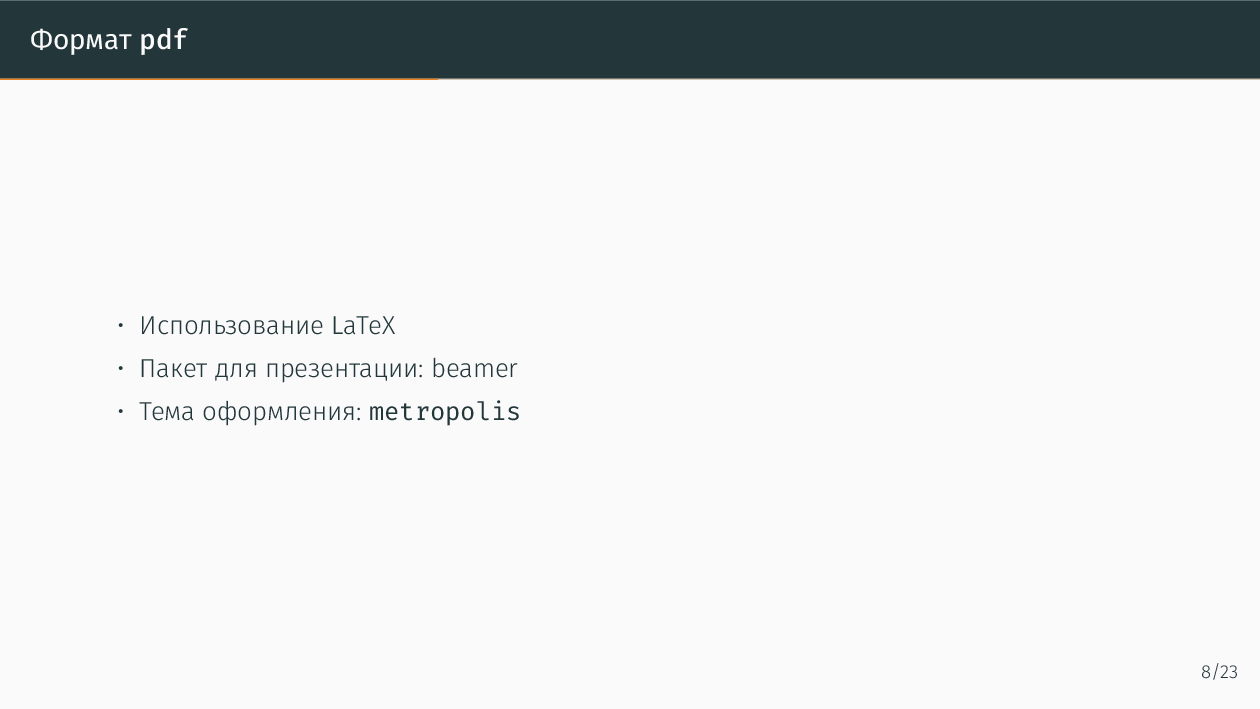 Формат pdf
• Использование LaTeX
• Пакет для презентации: beamer
• Тема оформления: metropolis
8/23